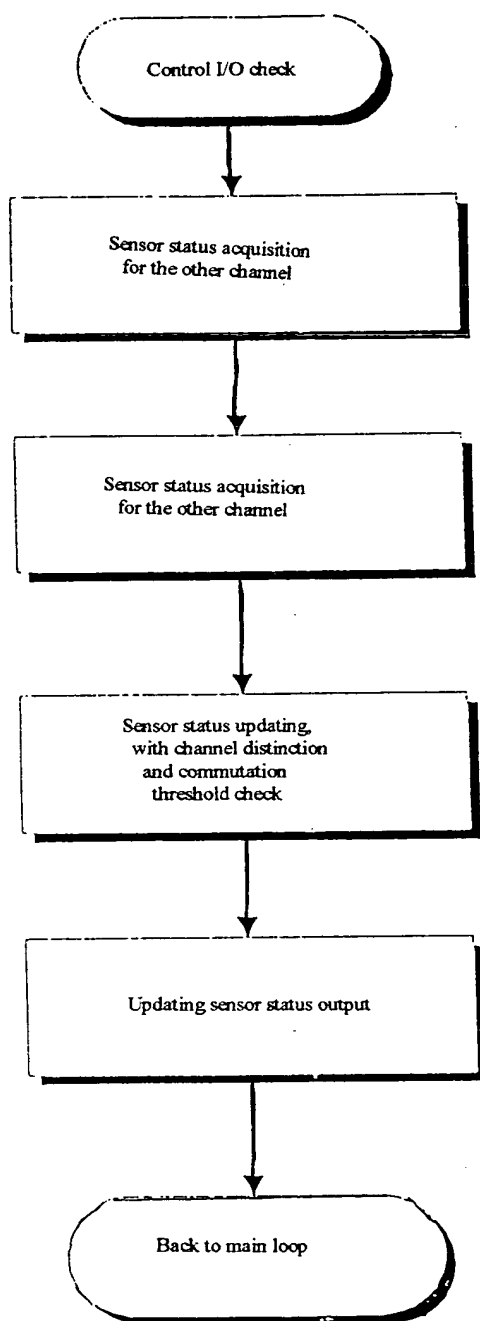 Control I/O check
Sensor status acquisition
for the other channel
Sensor status acquisition
for the other channel
Sensor status updating,
with channel distinction
and commutation
threshold check
Updating sensor status output
Back to main loop